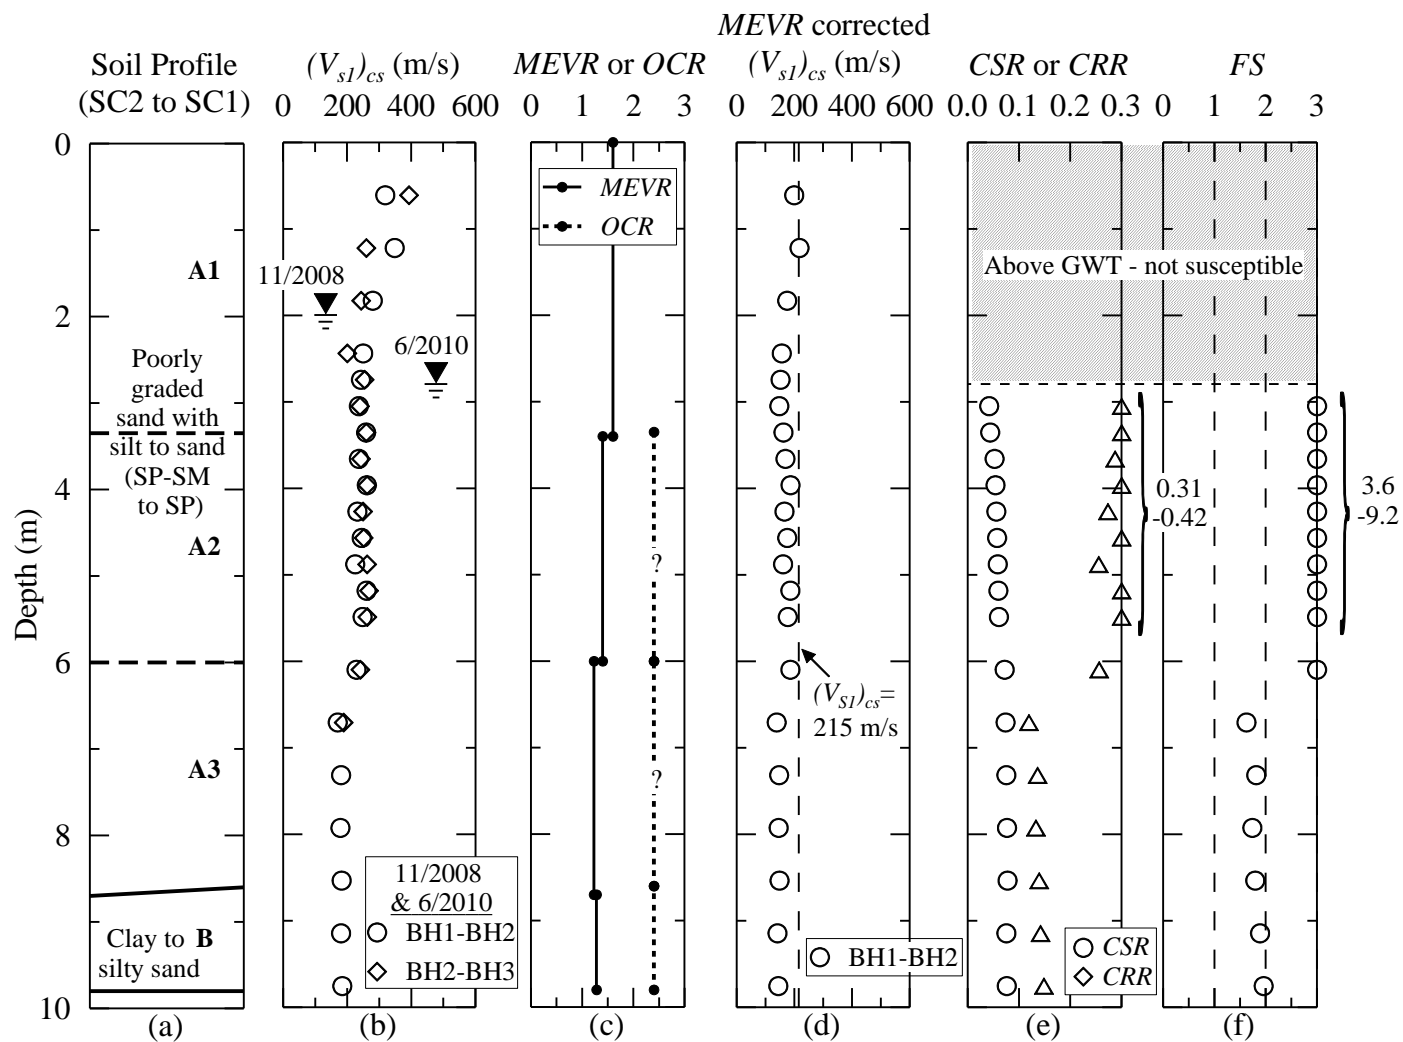 MEVR corrected
Soil Profile
(SC2 to SC1)
(Vs1)cs (m/s)
MEVR or OCR
(Vs1)cs (m/s)
CSR or CRR
FS
0 200 400 600
0 1 2 3
0 200 400 600
0.0 0.1 0.2 0.3
0 1 2 3
Depth (m)
0
2
4
6
8
10
A1
Poorly
graded
sand with
silt to sand
(SP-SM
to SP)
A2
A3
Clay to B
silty sand
(a)
11/2008
6/2010
11/2008
& 6/2010
BH1-BH2
BH2-BH3
(b)
MEVR
OCR
?
?
(c)
(VS1)cs=
215 m/s
BH1-BH2
(d)
Above GWT - not susceptible
0.31
-0.42
CSR
CRR
(e)
3.6
-9.2
(f)